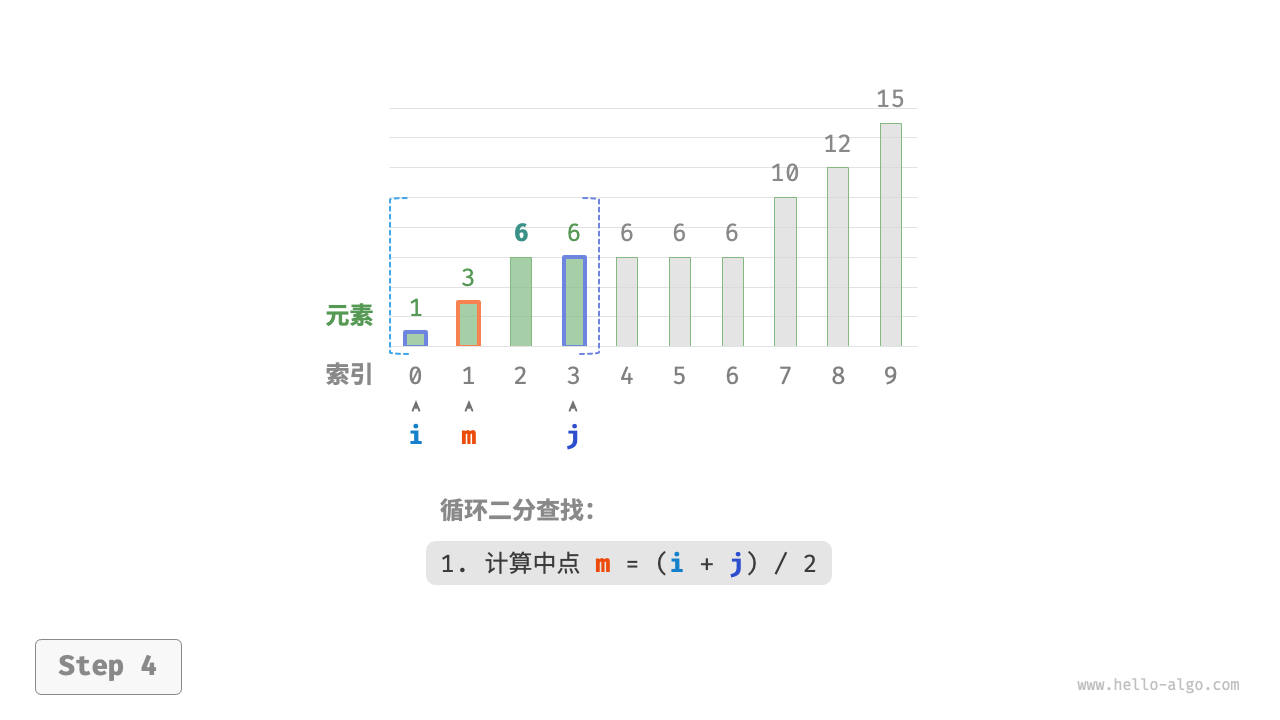 15
12
10
6 6 6 6 6
3
1
元素
索引 0 1 2 3 4 5 6 7 8 9
i m j
循环二分查找：
1. 计算中点 m = (i + j) / 2
Step 4
www.hello-algo.com